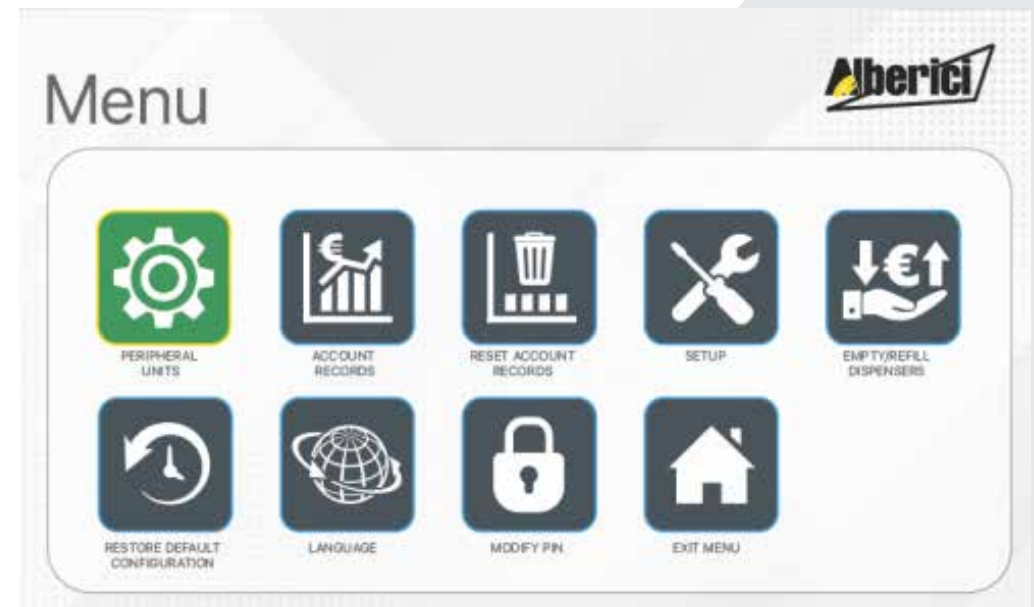 Menu
Alberici
PERIPHERAL
UNITS
ACCOUNT
RECORDS
RESET ACCOUNT
RECORDS
SETUP
EMPTY/REFILL
DISPENSERS
RESTORE DEFAULT
CONFIGURATION
LANGUAGE
MODIFY PIN
EXIT MENU